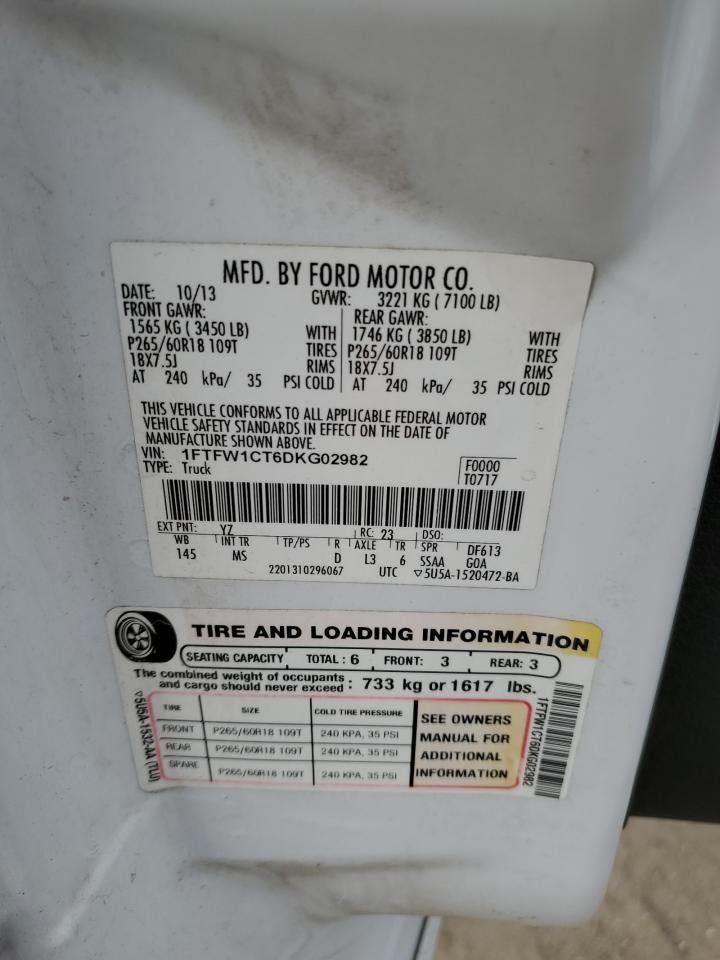 MFD. BY FORD MOTOR CO.
DATE: 10/13 GVWR: 3221 KG ( 7100 LB)
FRONT GAWR: REAR GAWR:
1565 KG ( 3450 LB) WITH 1746 KG ( 3850 LB) WITH
P265/60R18 109T TIRES P265/60R18 109T TIRES
18X7.5J RIMS 18X7.5J RIMS
AT 240 kPa/ 35 PSI COLD AT 240 kPa/ 35 PSI COLD
THIS VEHICLE CONFORMS TO ALL APPLICABLE FEDERAL MOTOR
VEHICLE SAFETY STANDARDS IN EFFECT ON THE DATE OF
MANUFACTURE SHOWN ABOVE.
VIN: 1FTFW1CT6DKG02982 F0000
TYPE: Truck T0717
EXT PNT: YZ RC: 23 DSO:
WB INT TR TP/PS R AXLE TR SPR DF613
145 MS D L3 6 SSAA GOA
2201310296067 UTC ▽5U5A-1520472-BA
TIRE AND LOADING INFORMATION
SEATING CAPACITY TOTAL : 6 FRONT: 3 REAR: 3
The combined weight of occupants
and cargo should never exceed : 733 kg or 1617 lbs.
TIRE SIZE COLD TIRE PRESSURE
FRONT P265/60R18 109T 240 KPA, 35 PSI
REAR P265/60R18 109T 240 KPA, 35 PSI
SPARE P265/60R18 109T 240 KPA, 35 PSI
SEE OWNERS
MANUAL FOR
ADDITIONAL
INFORMATION
▽5U5A-1532-AA (TLU)
1FTFW1CT6DKG02982